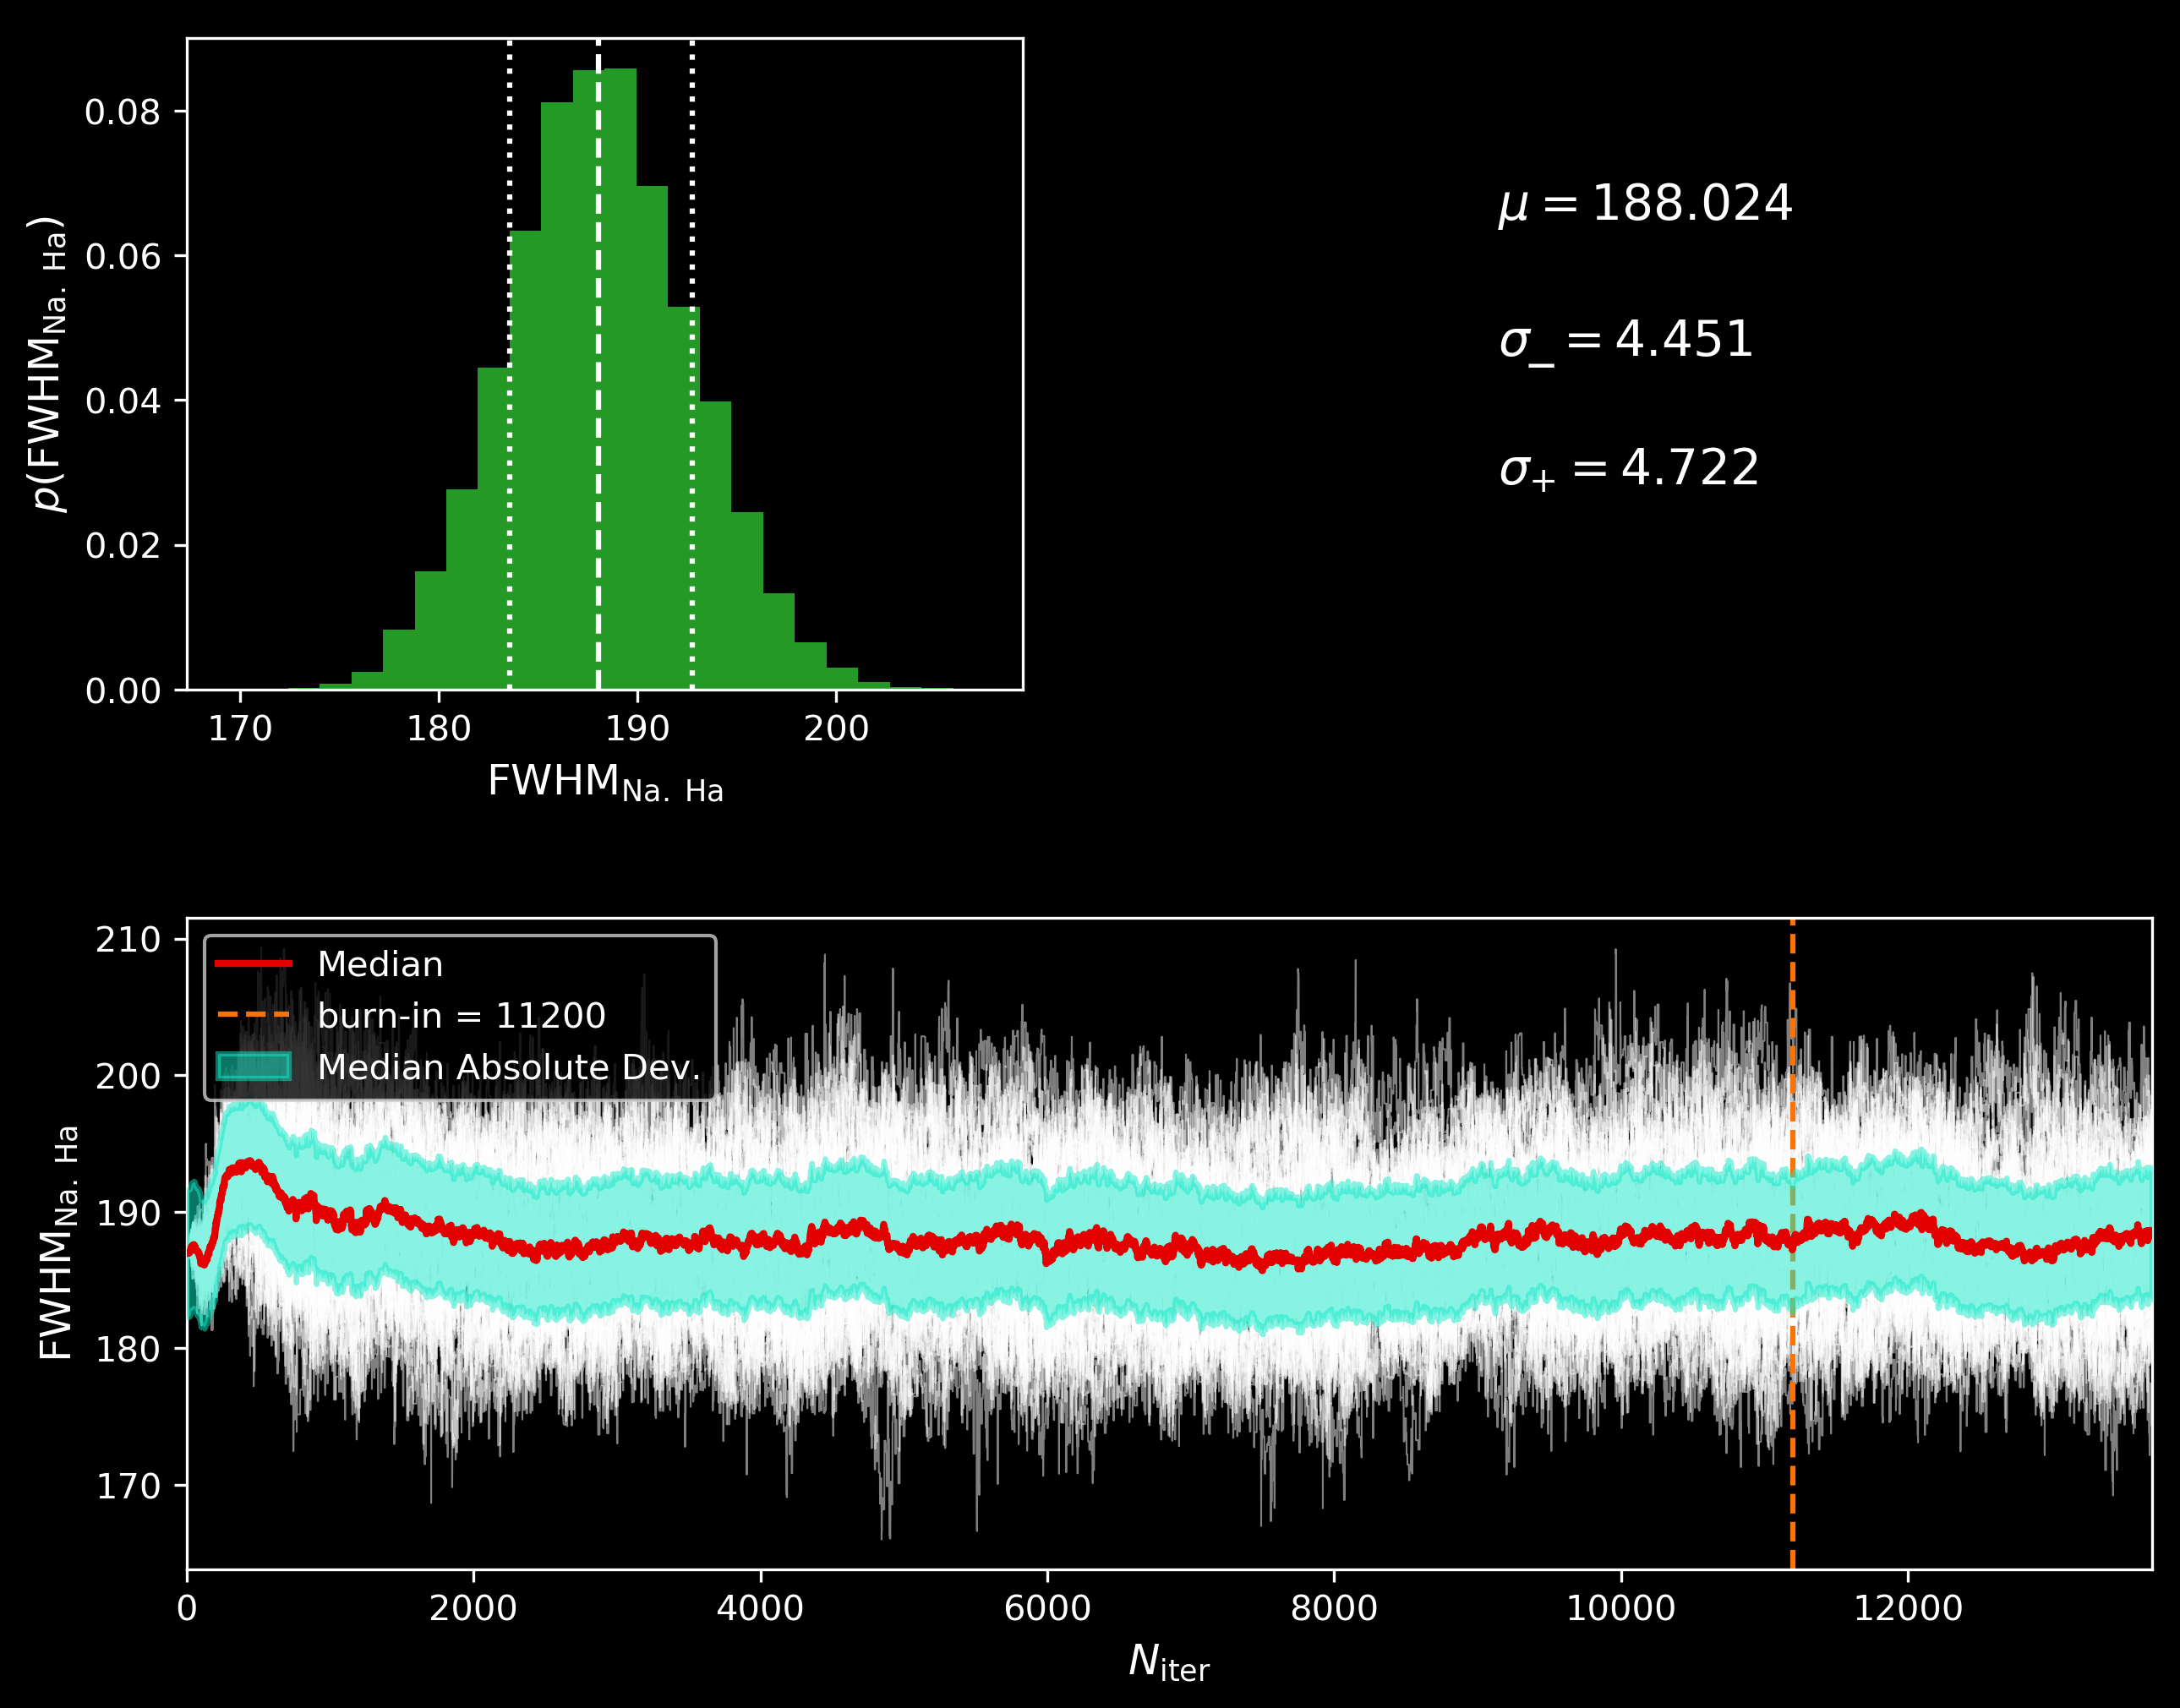 0.08
0.06
0.04
0.02
0.00
p(FWHM_Na. Ha)
170 180 190 200
FWHM_Na. Ha
μ = 188.024
σ_− = 4.451
σ_+ = 4.722
210
200
190
180
170
FWHM_Na. Ha
Median
burn-in = 11200
Median Absolute Dev.
0 2000 4000 6000 8000 10000 12000
N_iter